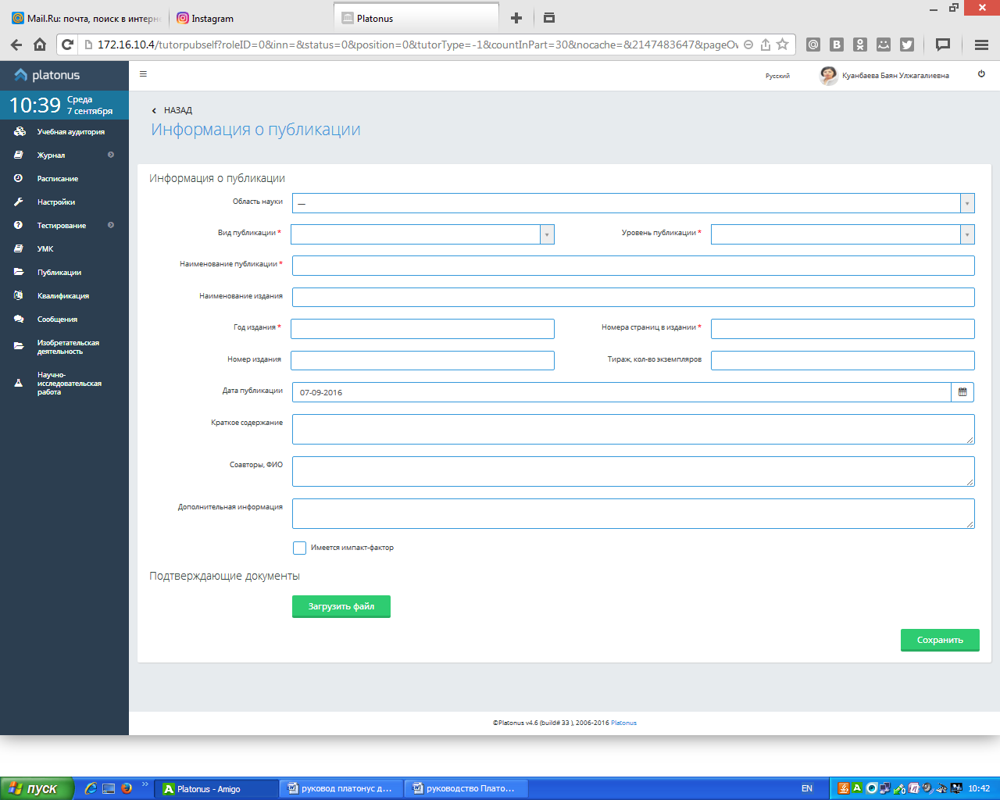 Mail.Ru: почта, поиск в интерн
Instagram
Platonus
172.16.10.4/tutorpubself?roleID=0&inn=&status=0&position=0&tutorType=-1&countInPart=30&nocache=&2147483647&pageOw
platonus
Русский
Куанбаева Баян Улжагалиевна
10:39 Среда
7 сентября
НАЗАД
Информация о публикации
Учебная аудитория
Журнал
Расписание
Настройки
Тестирование
УМК
Публикации
Квалификация
Сообщения
Изобретательская
деятельность
Научно-
исследовательская
работа
Информация о публикации
Область науки —
Вид публикации * Уровень публикации *
Наименование публикации *
Наименование издания
Год издания * Номера страниц в издании *
Номер издания Тираж, кол-во экземпляров
Дата публикации 07-09-2016
Краткое содержание
Соавторы, ФИО
Дополнительная информация
Имеется импакт-фактор
Подтверждающие документы
Загрузить файл
Сохранить
©Platonus v4.6 (build# 33 ), 2006-2016 Platonus
пуск
Platonus - Amigo
руковод платонус д...
руководство Плато...
EN
10:42